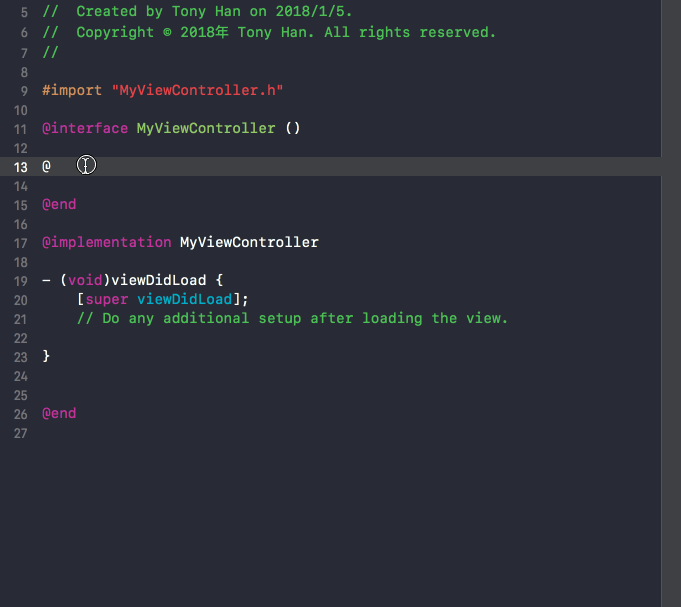 5 //  Created by Tony Han on 2018/1/5.
6 //  Copyright © 2018年 Tony Han. All rights reserved.
7 //
8
9 #import "MyViewController.h"
10
11 @interface MyViewController ()
12
13 @
14
15 @end
16
17 @implementation MyViewController
18
19 - (void)viewDidLoad {
20     [super viewDidLoad];
21     // Do any additional setup after loading the view.
22
23 }
24
25
26 @end
27